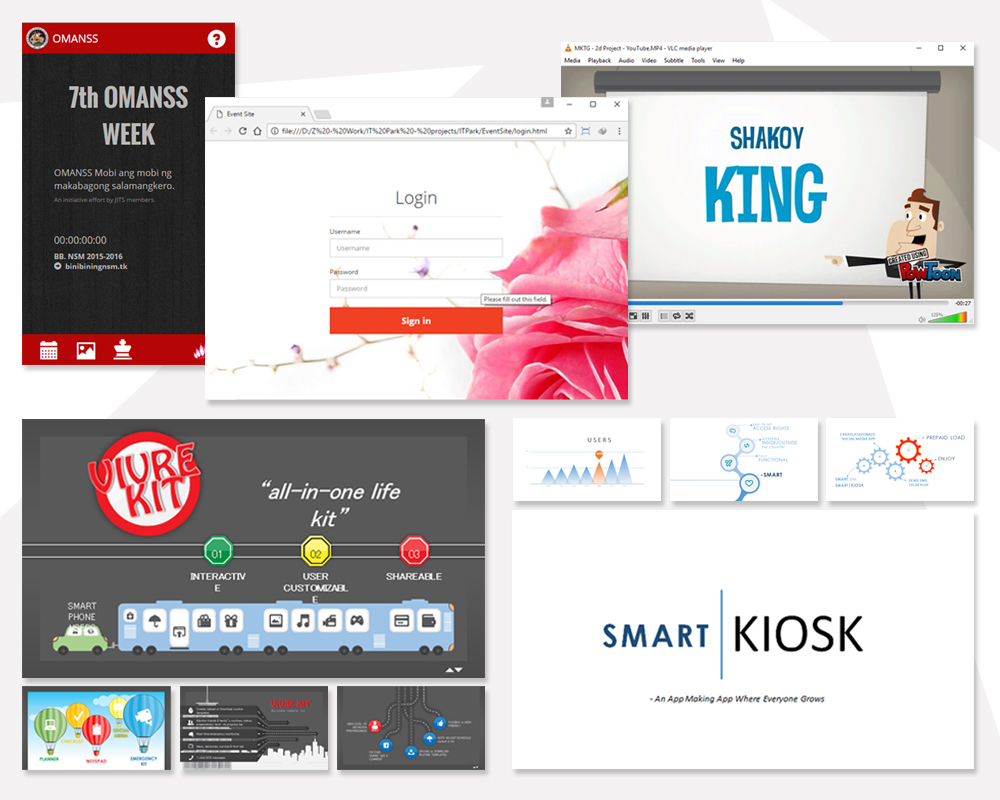 OMANSS
?
7th OMANSS
WEEK
OMANSS Mobi ang mobi ng
makabagong salamangkero.
An initiative effort by JITS members.
00:00:00:00
BB. NSM 2015-2016
binibiningnsm.tk
Event Site
file:///D:/Z%20-%20Work/IT%20Park%20-%20projects/ITPark/EventSite/login.html
Login
Username
Username
Password
Password
Please fill out this field.
Sign in
MKTG - 2d Project - YouTube.MP4 - VLC media player
Media Playback Audio Video Subtitle Tools View Help
SHAKOY
KING
CREATED USING
POWTOON
-00:27
VIVRE
KIT
"all-in-one life
kit"
01
02
03
INTERACTIV
E
USER
CUSTOMIZABL
E
SHAREABLE
SMART
PHONE
PLANNER
CHECKLIST
NOTEPAD
SOCIAL
MEDIA
EMERGENCY
KIT
VIVRE KIT
USERS
ACCESS RIGHTS
FUNCTIONAL
-SMART
PREPAID LOAD
ENJOY
SMART | KIOSK
SMART | KIOSK
- An App Making App Where Everyone Grows